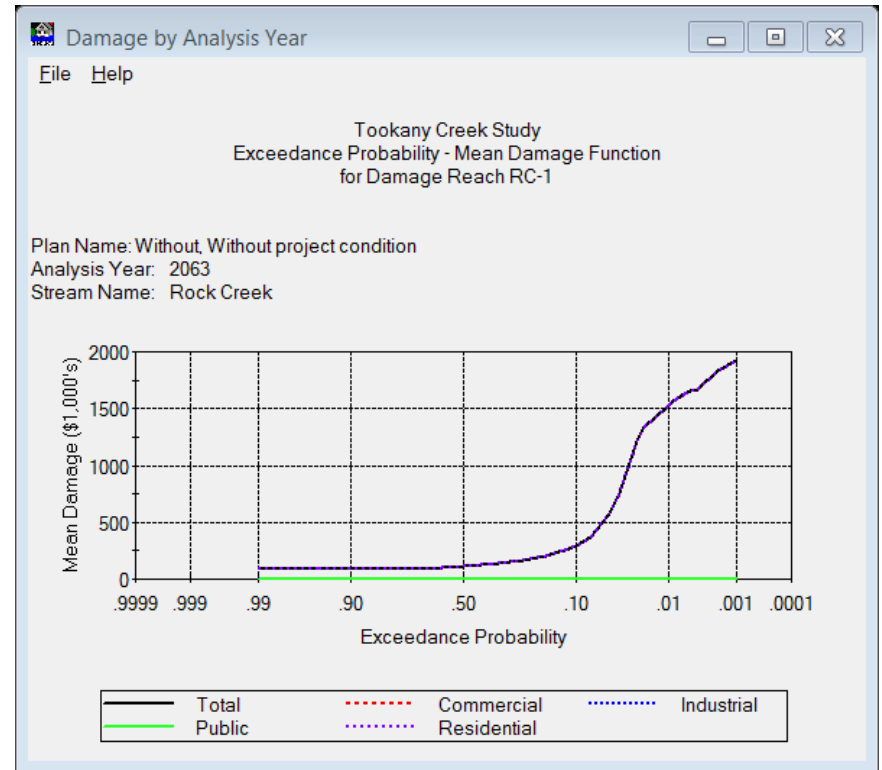 Damage by Analysis Year
File Help
Tookany Creek Study
Exceedance Probability - Mean Damage Function
for Damage Reach RC-1
Plan Name: Without, Without project condition
Analysis Year: 2063
Stream Name: Rock Creek
Mean Damage ($1,000's)
2000
1500
1000
500
0
.9999 .999 .99 .90 .50 .10 .01 .001 .0001
Exceedance Probability
Total Commercial Industrial
Public Residential